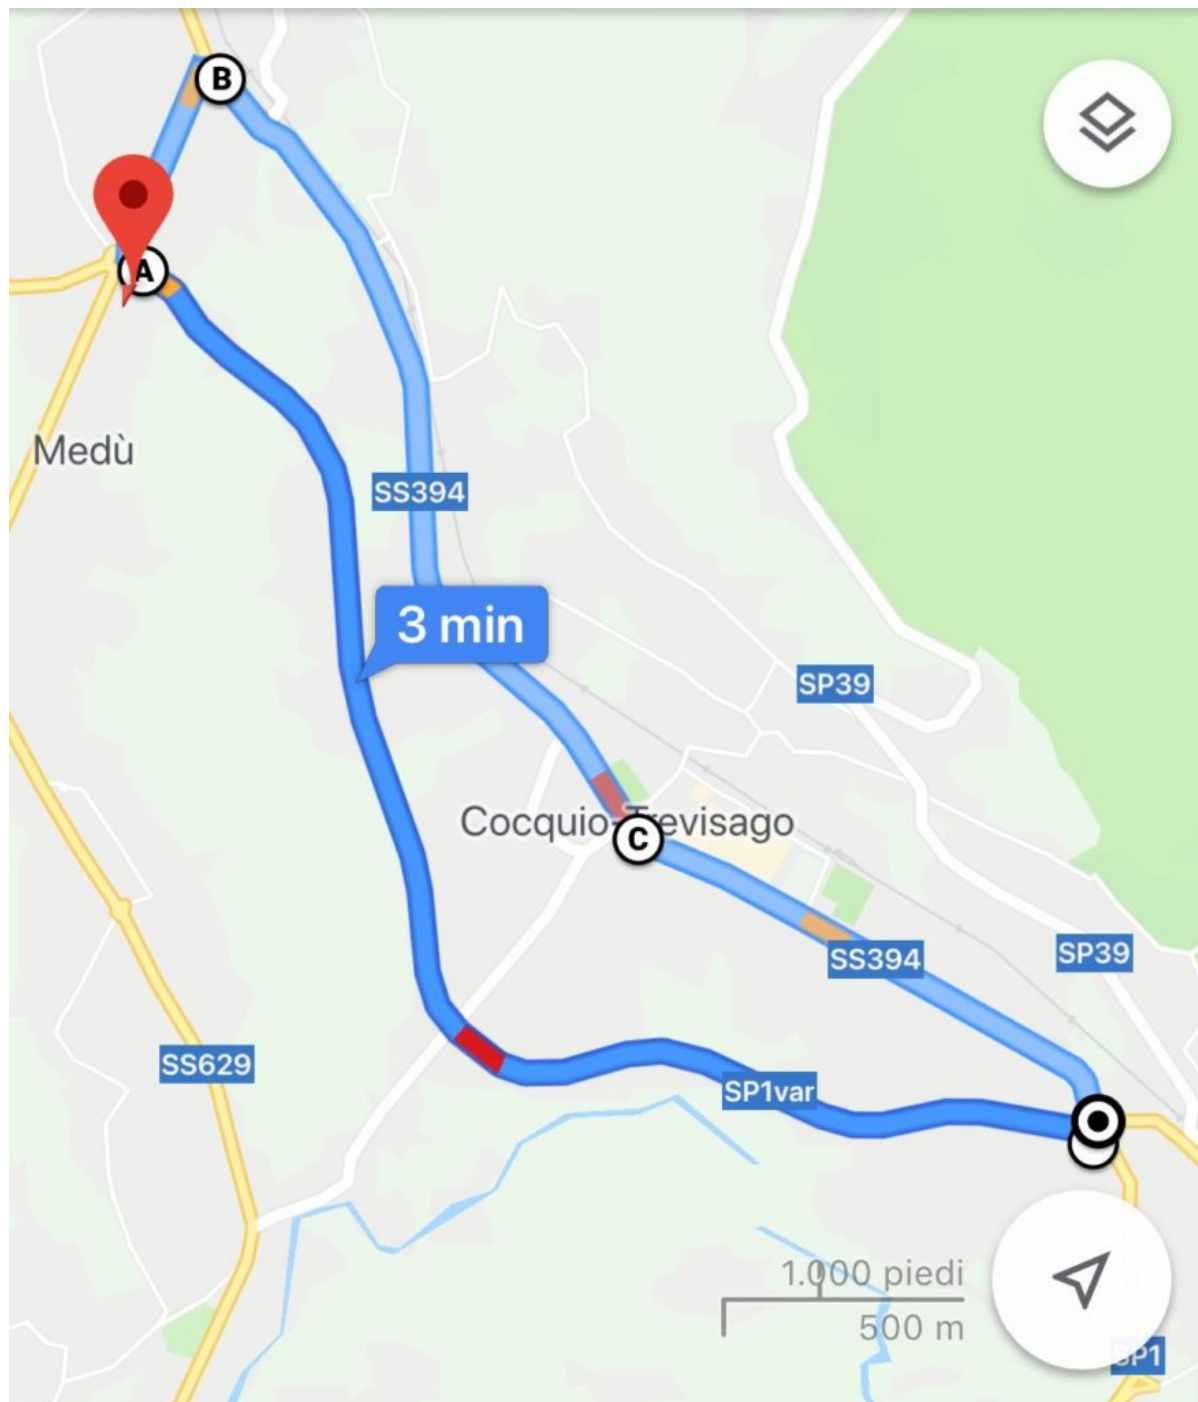 B
A
Medù
SS394
3 min
SP39
Cocquio-Trevisago
C
SS394
SP39
SS629
SP1var
1.000 piedi
500 m
SP1